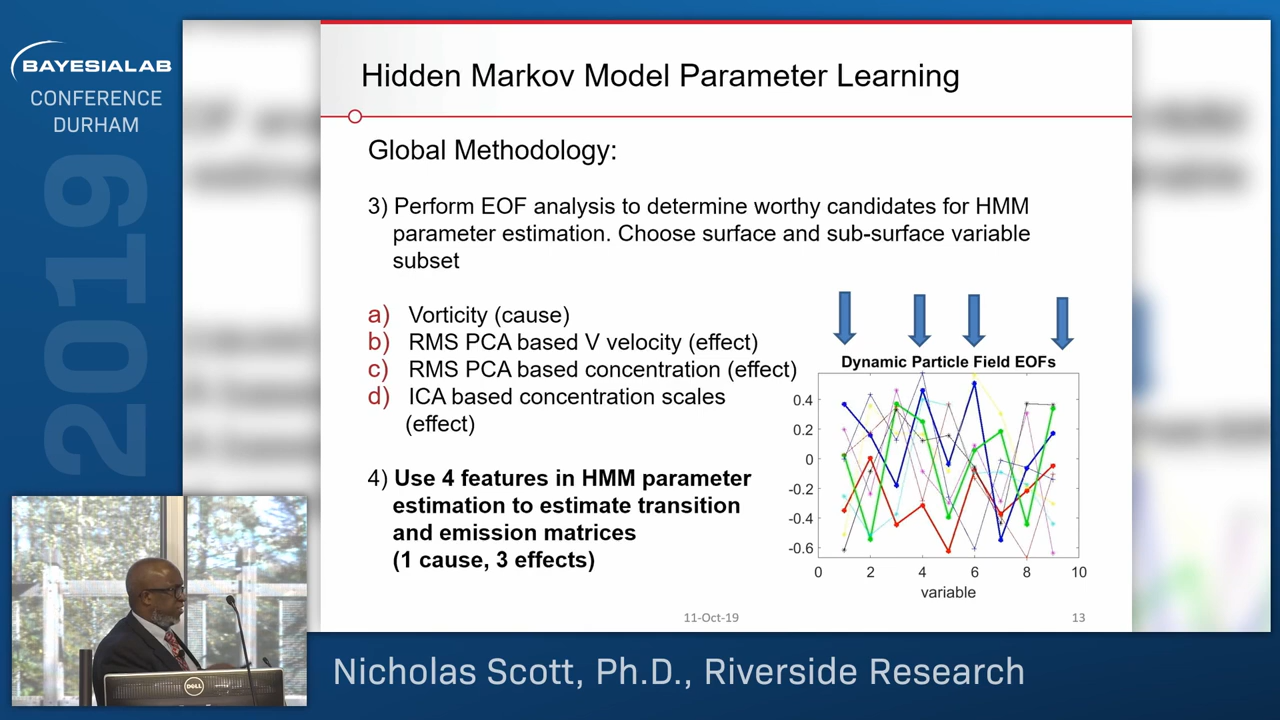 BAYESIALAB
CONFERENCE
DURHAM
2019
Hidden Markov Model Parameter Learning
Global Methodology:
3) Perform EOF analysis to determine worthy candidates for HMM
parameter estimation. Choose surface and sub-surface variable
subset
a) Vorticity (cause)
b) RMS PCA based V velocity (effect)
c) RMS PCA based concentration (effect)
d) ICA based concentration scales
(effect)
4) Use 4 features in HMM parameter
estimation to estimate transition
and emission matrices
(1 cause, 3 effects)
Dynamic Particle Field EOFs
0.4
0.2
0
-0.2
-0.4
-0.6
0 2 4 6 8 10
variable
11-Oct-19
13
DELL
Nicholas Scott, Ph.D., Riverside Research